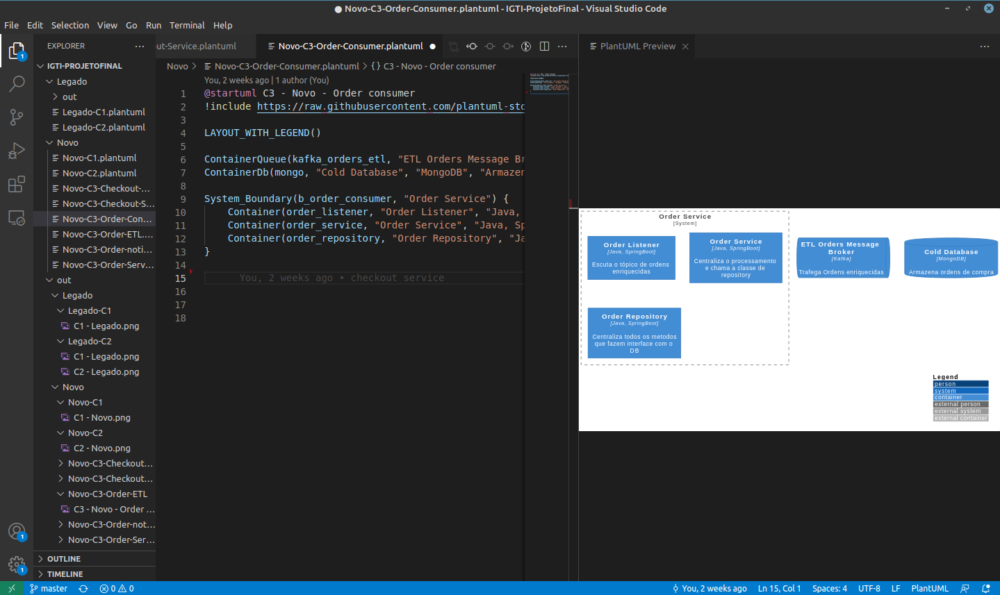 Novo-C3-Order-Consumer.plantuml - IGTI-ProjetoFinal - Visual Studio Code
File Edit Selection View Go Run Terminal Help
EXPLORER
ut-Service.plantuml
Novo-C3-Order-Consumer.plantuml
PlantUML Preview
IGTI-PROJETOFINAL
Legado
out
Legado-C1.plantuml
Legado-C2.plantuml
Novo
Novo-C1.plantuml
Novo-C2.plantuml
Novo-C3-Checkout-...
Novo-C3-Checkout-S...
Novo-C3-Order-Con...
Novo-C3-Order-ETL....
Novo-C3-Order-noti...
Novo-C3-Order-Serv...
out
Legado
Legado-C1
C1 - Legado.png
Legado-C2
C1 - Legado.png
C2 - Legado.png
Novo
Novo-C1
C1 - Novo.png
Novo-C2
C2 - Novo.png
Novo-C3-Checkout...
Novo-C3-Checkout...
Novo-C3-Order-ETL
C3 - Novo - Order ...
Novo-C3-Order-not...
Novo-C3-Order-Ser...
OUTLINE
TIMELINE
Novo > Novo-C3-Order-Consumer.plantuml > {} C3 - Novo - Order consumer
You, 2 weeks ago | 1 author (You)
1 @startuml C3 - Novo - Order consumer
2 !include https://raw.githubusercontent.com/plantuml-std
3
4 LAYOUT_WITH_LEGEND()
5
6 ContainerQueue(kafka_orders_etl, "ETL Orders Message Br
7 ContainerDb(mongo, "Cold Database", "MongoDB", "Armazen
8
9 System_Boundary(b_order_consumer, "Order Service") {
10 Container(order_listener, "Order Listener", "Java,
11 Container(order_service, "Order Service", "Java, Sp
12 Container(order_repository, "Order Repository", "Ja
13 }
14
15 You, 2 weeks ago • checkout service
16
17
18
Order Service
[System]
Order Listener
[Java, SpringBoot]
Escuta o tópico de ordens
enriquecidas
Order Service
[Java, SpringBoot]
Centraliza o processamento
e chama a classe de
repository
ETL Orders Message
Broker
[Kafka]
Trafega Ordens enriquecidas
Cold Database
[MongoDB]
Armazena ordens de compra
Order Repository
[Java, SpringBoot]
Centraliza todos os metodos
que fazem interface com o
DB
Legend
person
system
container
external person
external system
external container
1
1
1
master
0 0
You, 2 weeks ago
Ln 15, Col 1
Spaces: 4
UTF-8
LF
PlantUML